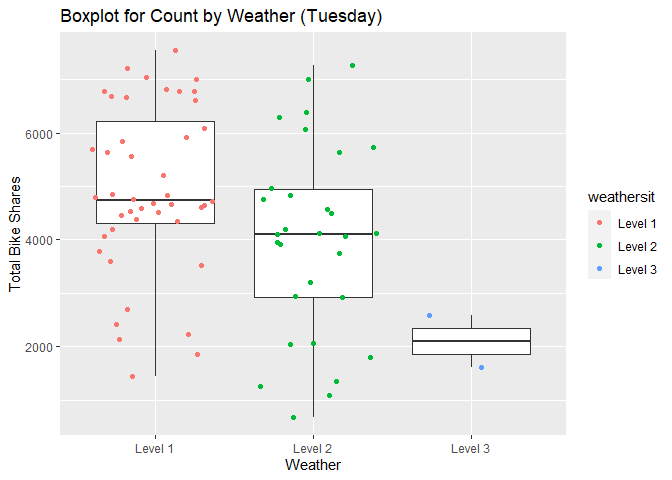 Boxplot for Count by Weather (Tuesday)
Total Bike Shares
6000
4000
2000
Level 1
Level 2
Level 3
Weather
weathersit
Level 1
Level 2
Level 3